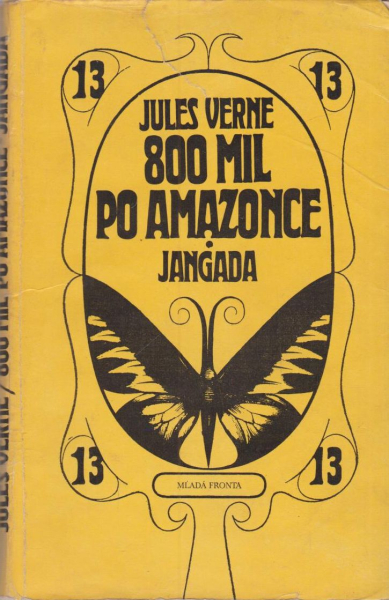 13 13
JULES VERNE
800 MIL
PO AMAZONCE
JANGADA
13 13
MLADÁ FRONTA
JULES VERNE / 800 MIL PO AMAZONCE JANGADA